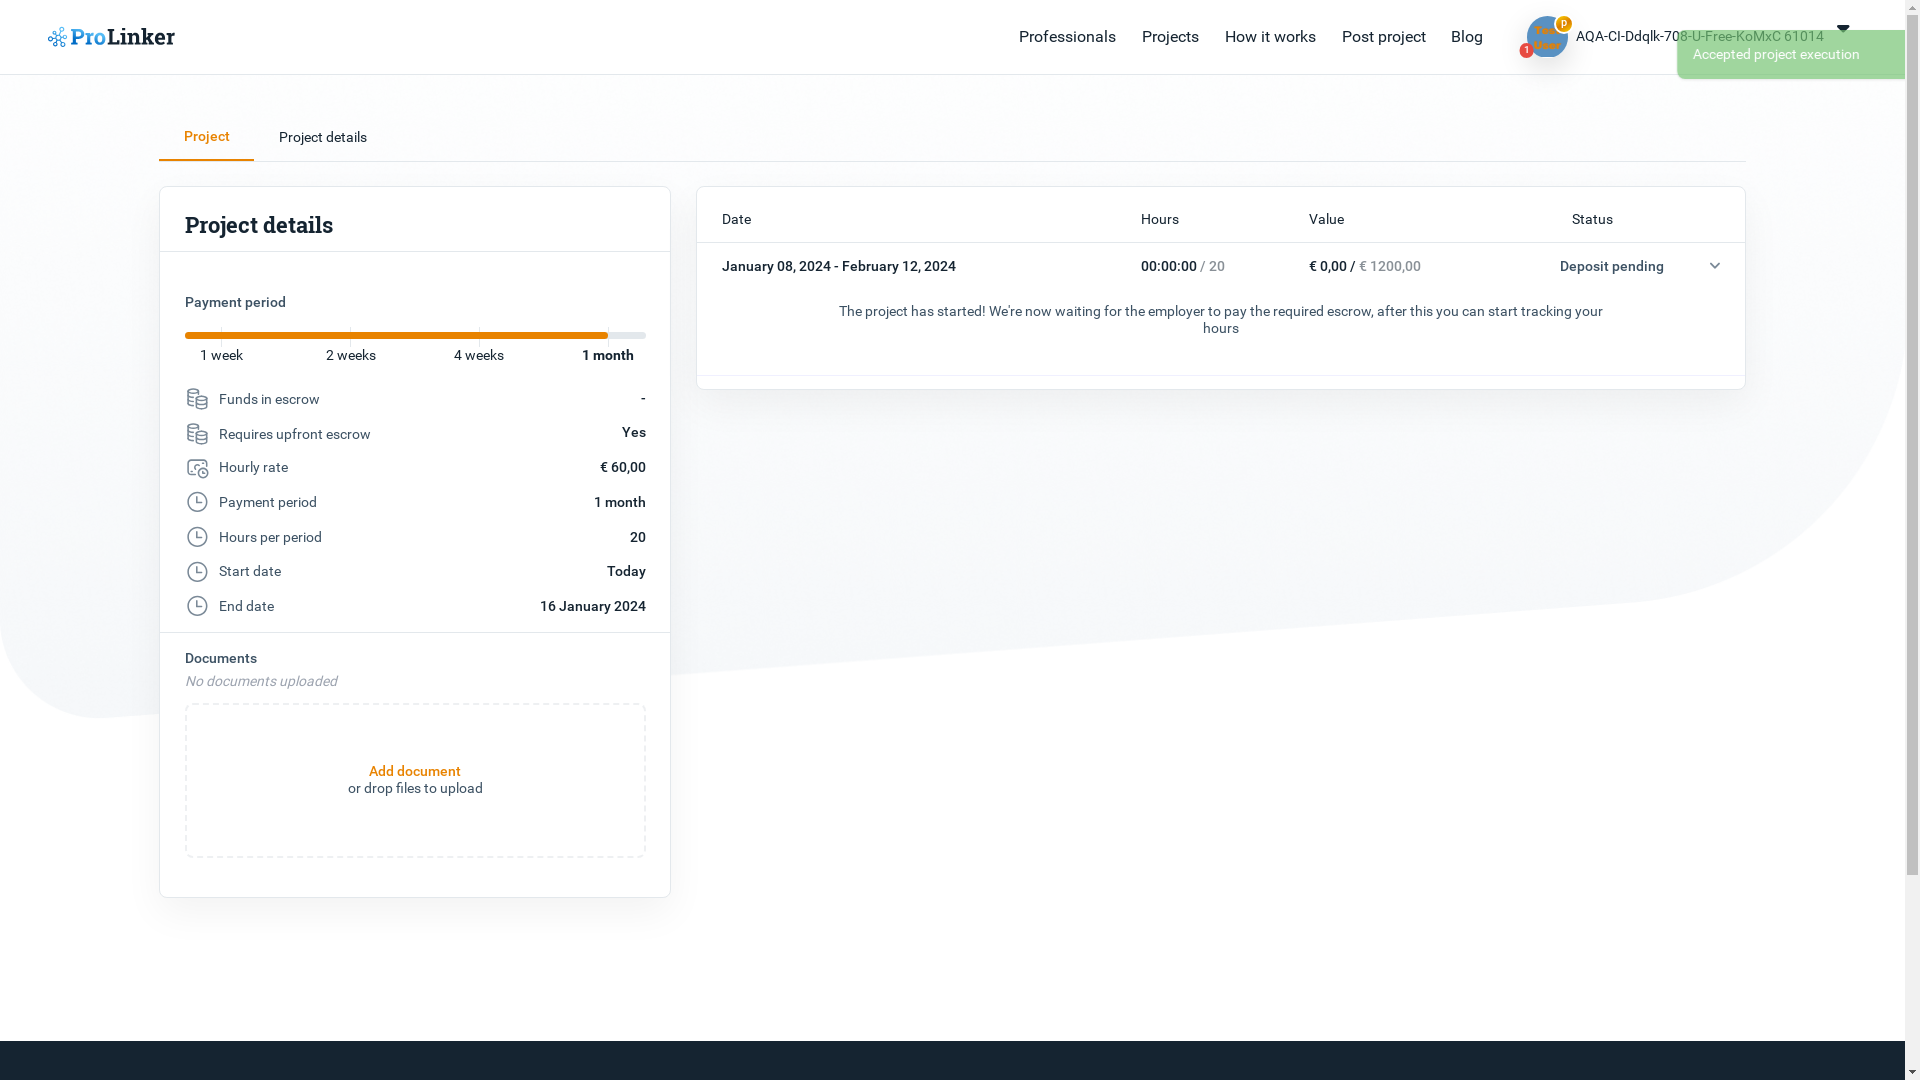 ProLinker
Professionals
Projects
How it works
Post project
Blog
p
Test
User
1
AQA-CI-Ddqlk-708-U-Free-KoMxC 61014
Accepted project execution
Project
Project details
Project details
Payment period
1 week
2 weeks
4 weeks
1 month
Funds in escrow -
Requires upfront escrow Yes
Hourly rate € 60,00
Payment period 1 month
Hours per period 20
Start date Today
End date 16 January 2024
Documents
No documents uploaded
Add document
or drop files to upload
Date Hours Value Status
January 08, 2024 - February 12, 2024 00:00:00 / 20 € 0,00 / € 1200,00 Deposit pending
The project has started! We're now waiting for the employer to pay the required escrow, after this you can start tracking your
hours